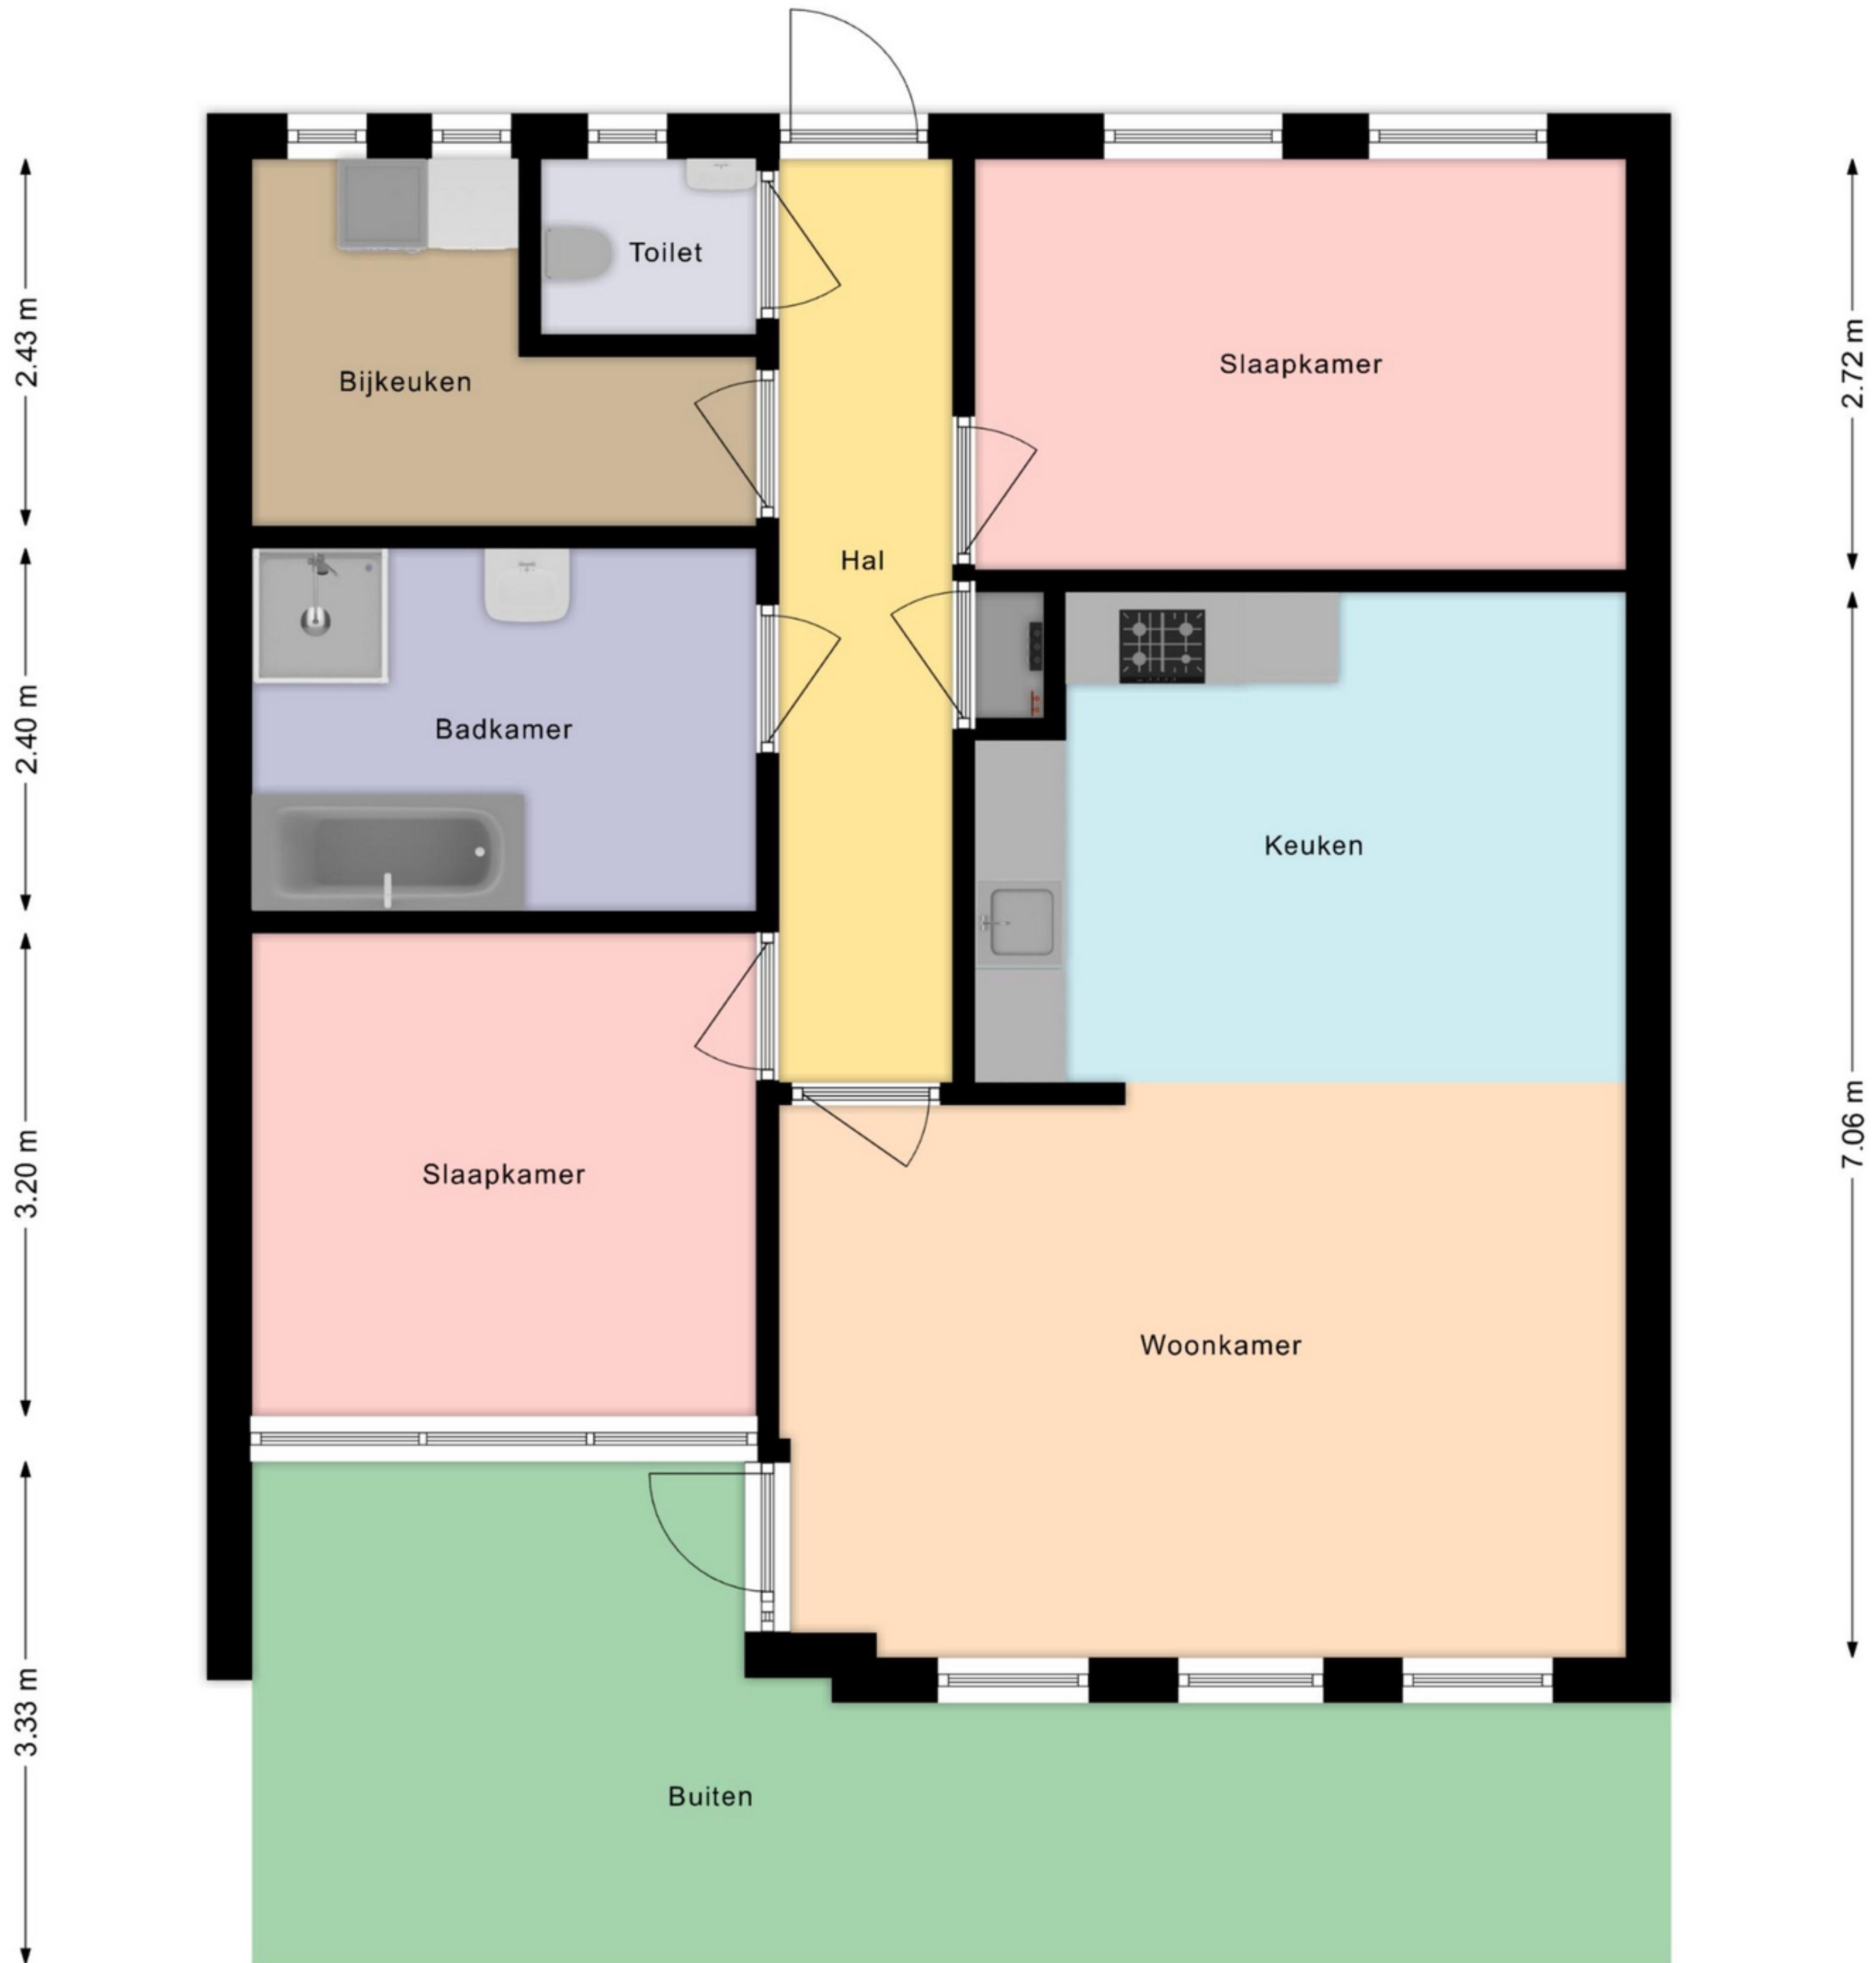 2.43 m
2.72 m
Toilet
Bijkeuken
Slaapkamer
Hal
2.40 m
Badkamer
Keuken
7.06 m
3.20 m
Slaapkamer
Woonkamer
3.33 m
Buiten